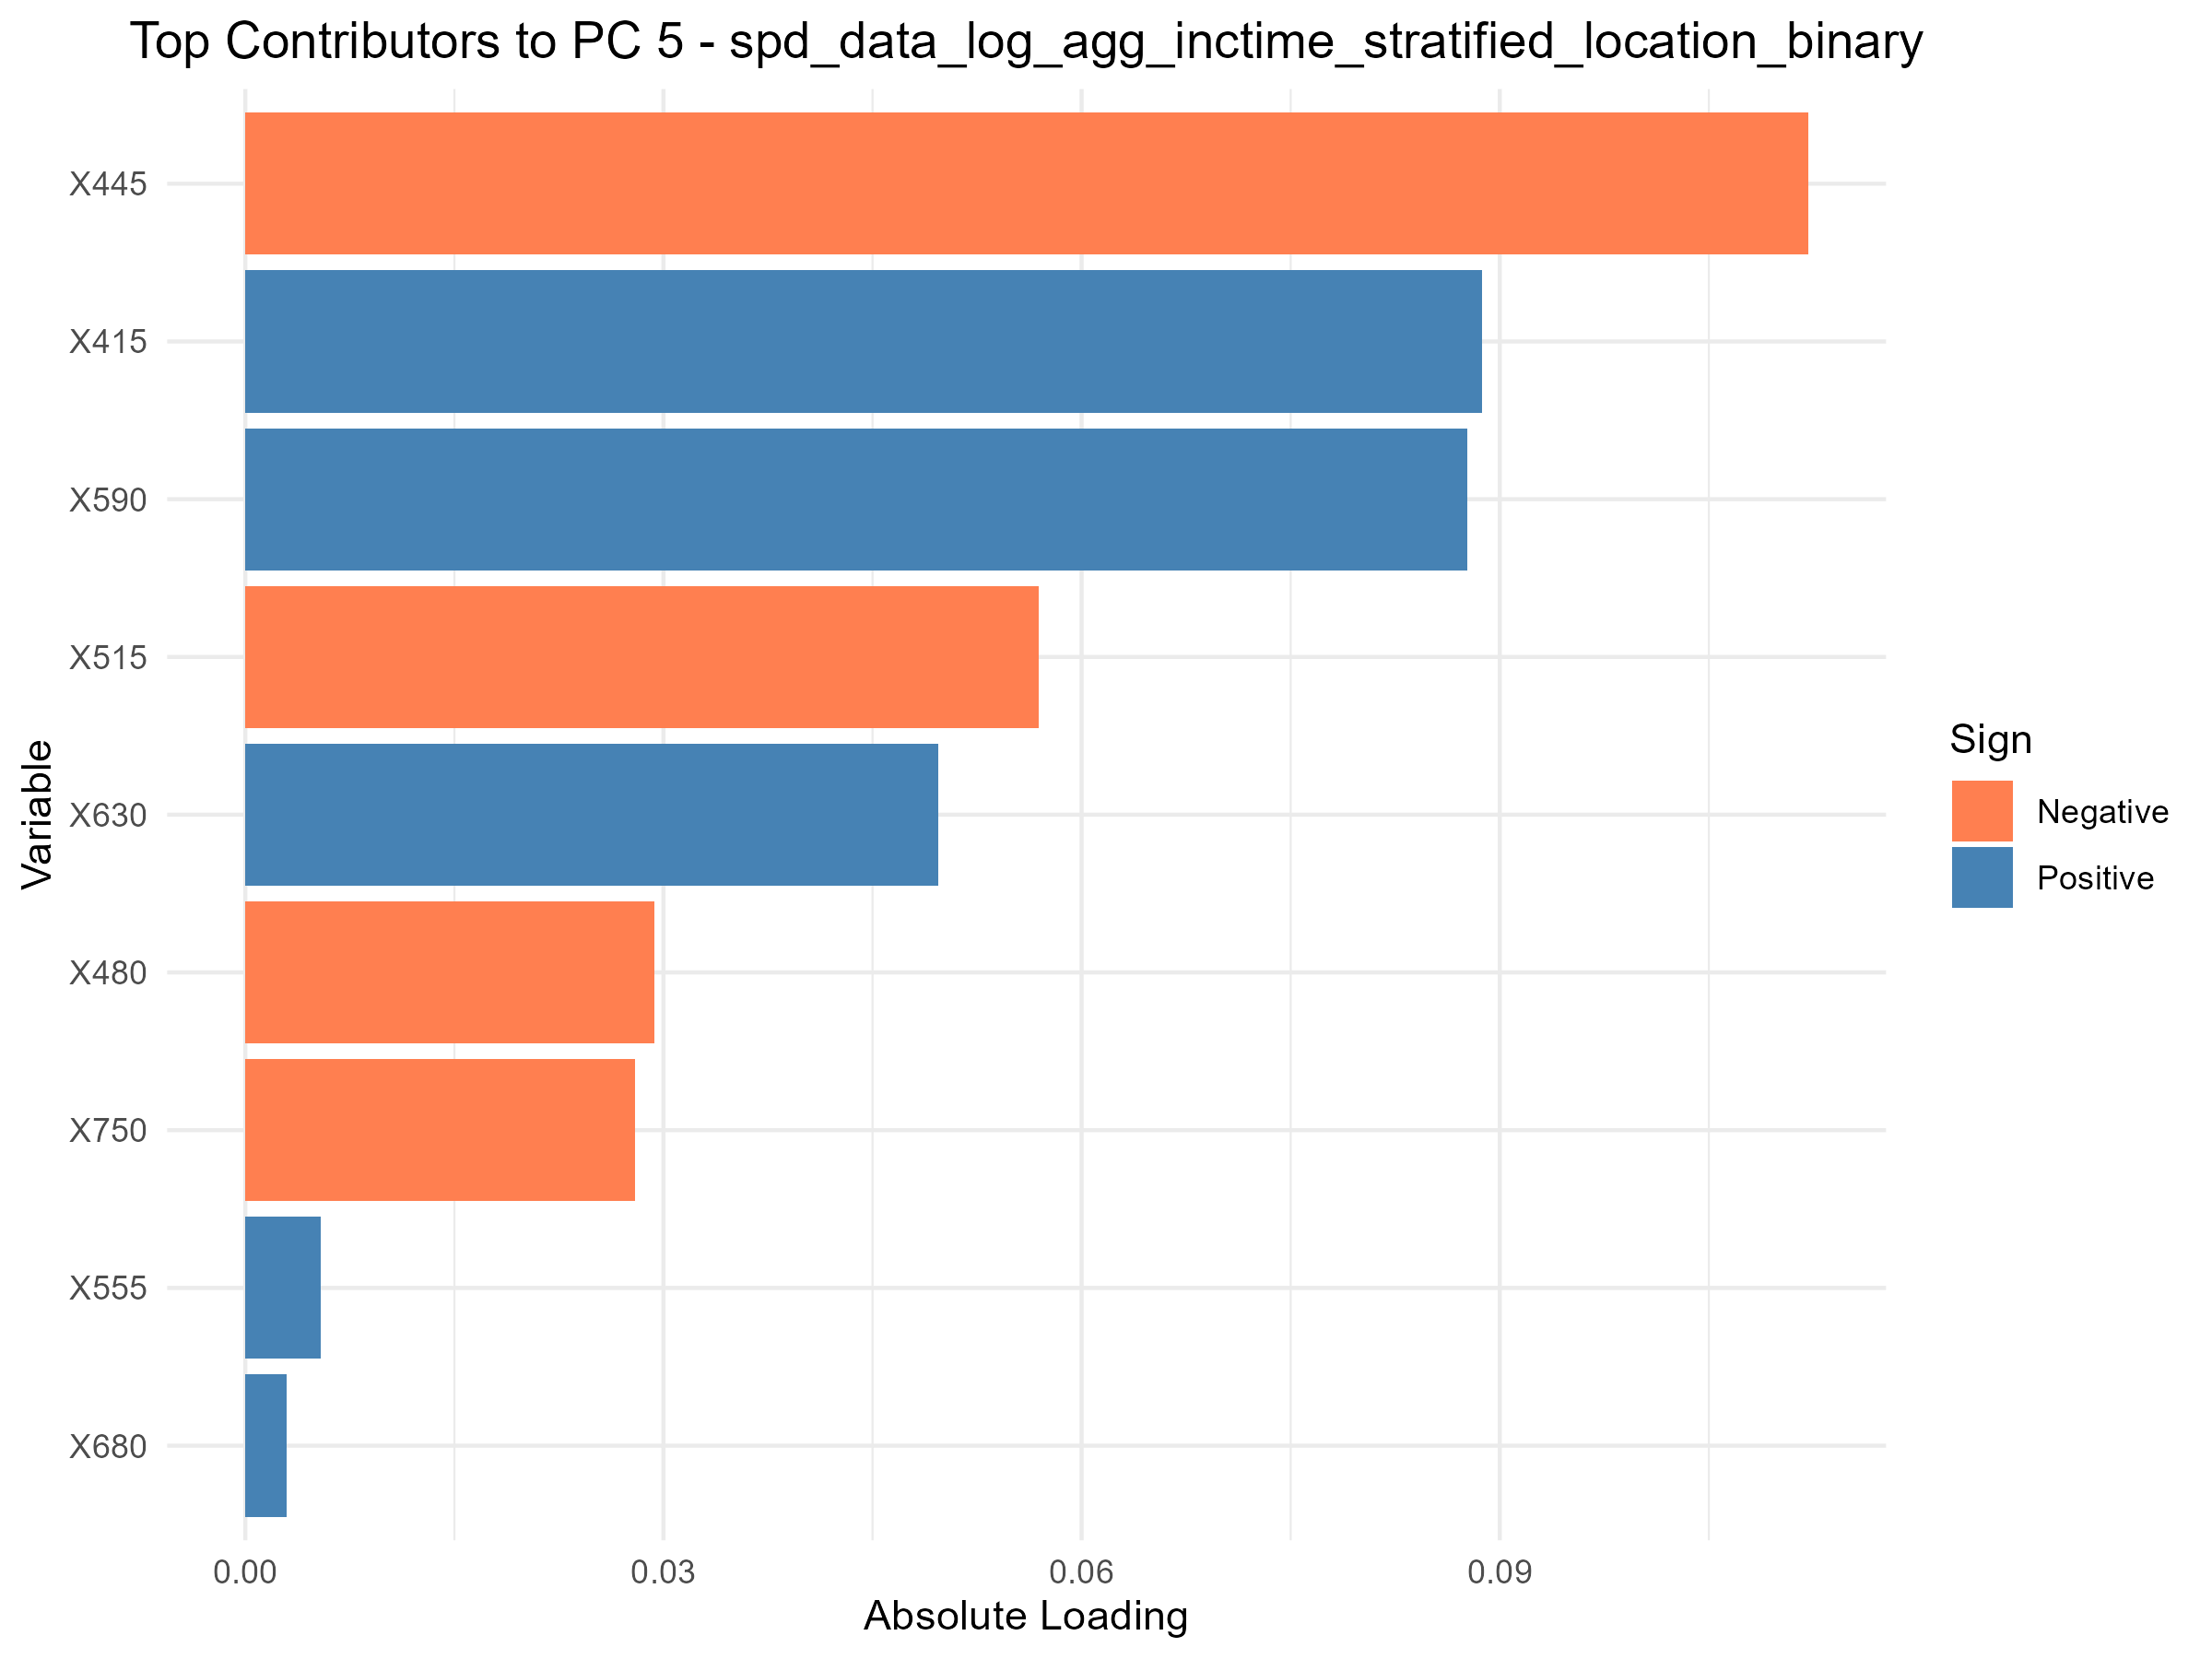 Top Contributors to PC 5 - spd_data_log_agg_inctime_stratified_location_binary
X445
X415
X590
X515
X630
X480
X750
X555
X680
Variable
0.00 0.03 0.06 0.09
Absolute Loading
Sign
Negative
Positive